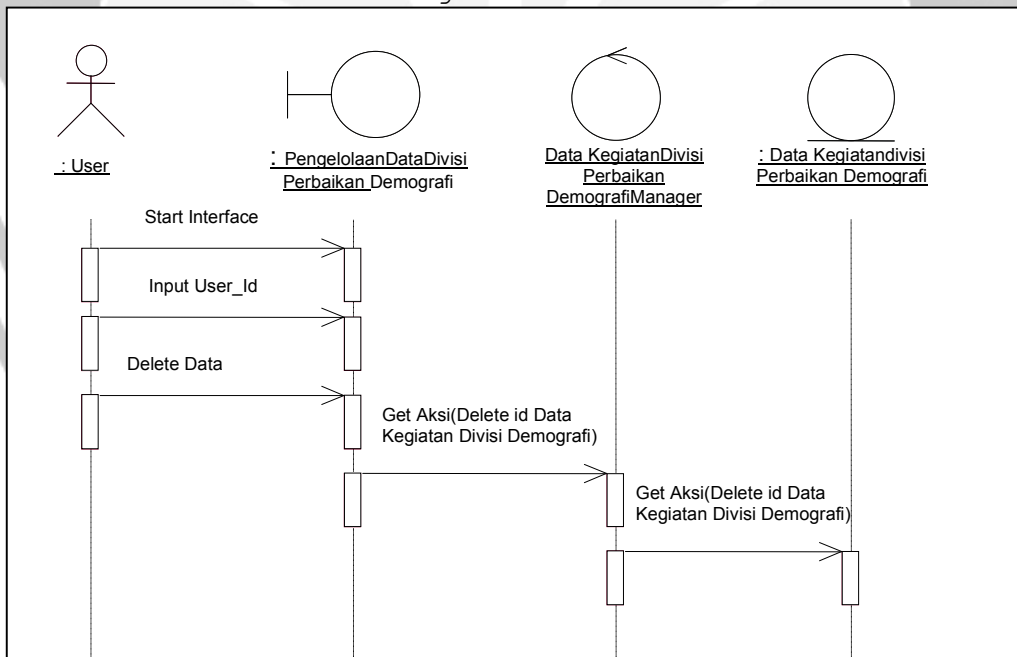 : User
: PengelolaanDataDivisi
Perbaikan Demografi
Data KegiatanDivisi
Perbaikan
DemografiManager
: Data Kegiatandivisi
Perbaikan Demografi
Start Interface
Input User_Id
Delete Data
Get Aksi(Delete id Data
Kegiatan Divisi Demografi)
Get Aksi(Delete id Data
Kegiatan Divisi Demografi)